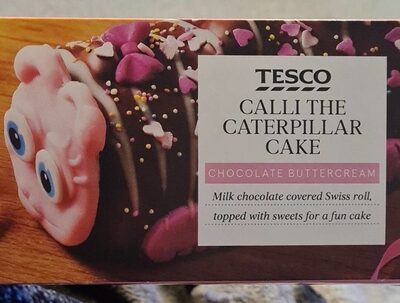 TESCO
CALLI THE
CATERPILLAR
CAKE
CHOCOLATE BUTTERCREAM
Milk chocolate covered Swiss roll,
topped with sweets for a fun cake